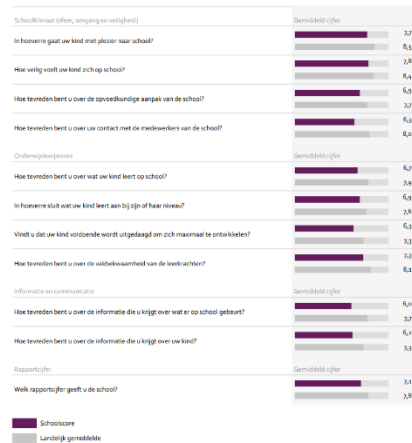 Schoolklimaat (sfeer, omgang en veiligheid) Gemiddeld cijfer
In hoeverre gaat uw kind met plezier naar school? 7,7
8,5
Hoe veilig voelt uw kind zich op school? 7,8
8,4
Hoe tevreden bent u over de opvoedkundige aanpak van de school? 6,9
7,7
Hoe tevreden bent u over uw contact met de medewerkers van de school? 6,3
8,0
Onderwijsleerproces Gemiddeld cijfer
Hoe tevreden bent u over wat uw kind leert op school? 6,7
7,9
In hoeverre sluit wat uw kind leert aan bij zijn of haar niveau? 6,9
7,6
Vindt u dat uw kind voldoende wordt uitgedaagd om zich maximaal te ontwikkelen? 6,3
7,3
Hoe tevreden bent u over de vakbekwaamheid van de leerkrachten? 7,3
8,1
Informatie en communicatie Gemiddeld cijfer
Hoe tevreden bent u over de informatie die u krijgt over wat er op school gebeurt? 6,0
7,7
Hoe tevreden bent u over de informatie die u krijgt over uw kind? 6,2
7,3
Rapportcijfer Gemiddeld cijfer
Welk rapportcijfer geeft u de school? 7,1
7,8
Schoolscore
Landelijk gemiddelde